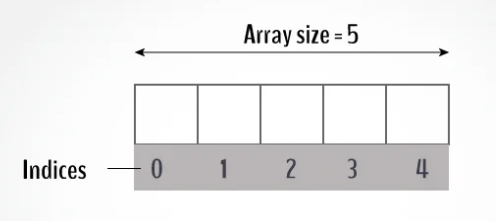 Array size = 5
Indices 0 1 2 3 4